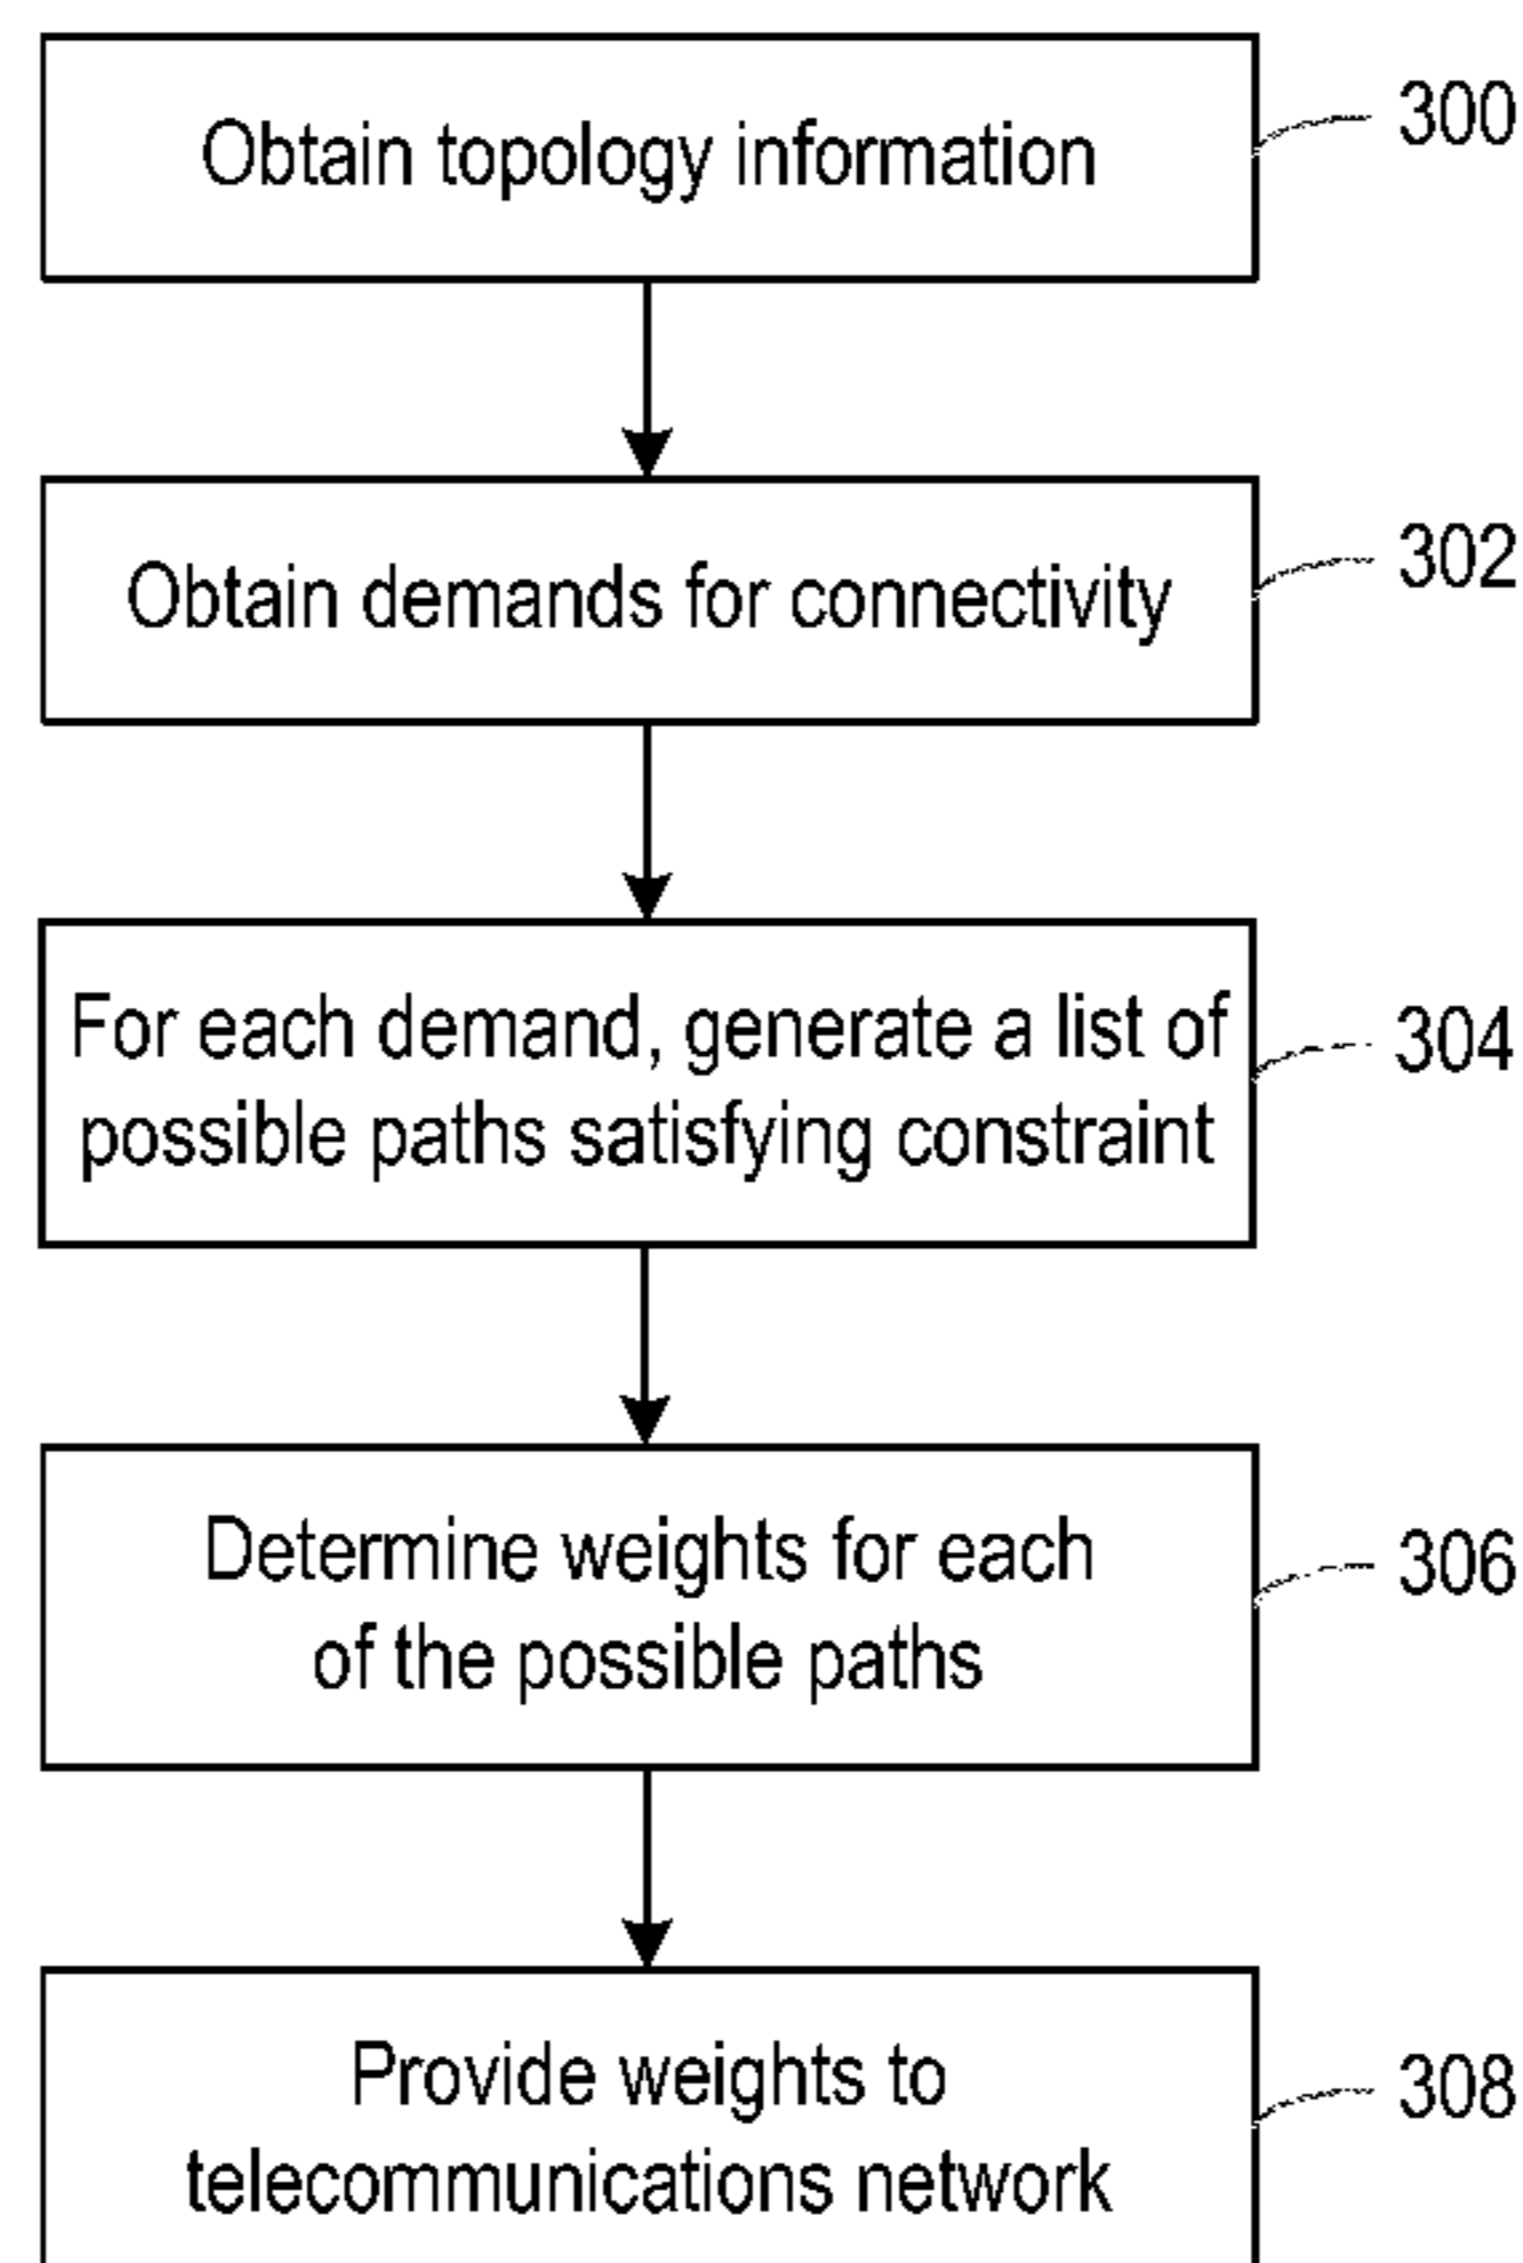 Obtain topology information
300
Obtain demands for connectivity
302
For each demand, generate a list of
possible paths satisfying constraint
304
Determine weights for each
of the possible paths
306
Provide weights to
telecommunications network
308